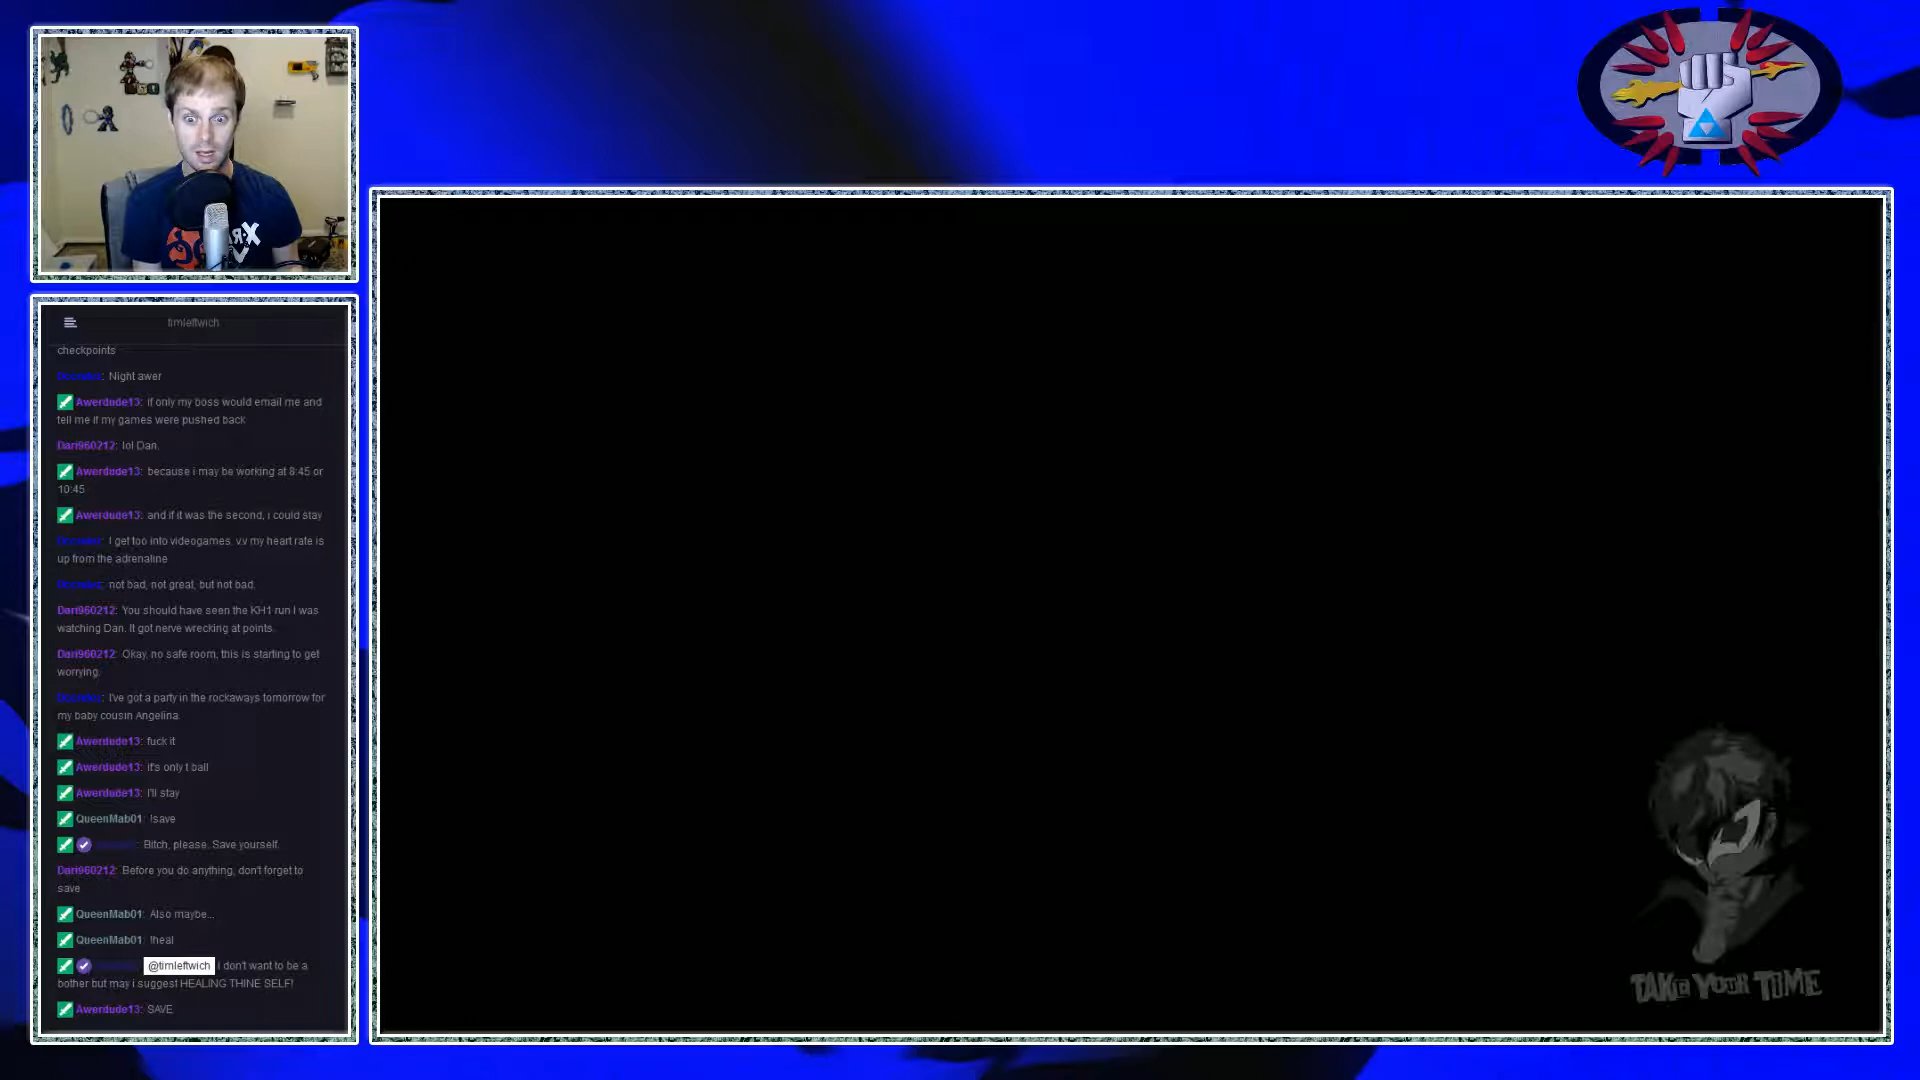 timleftwich
checkpoints
: Night awer
Awerdude13: if only my boss would email me and
tell me if my games were pushed back
Dari960212: lol Dan.
Awerdude13: because i may be working at 8:45 or
10:45
Awerdude13: and if it was the second, i could stay
: I get too into videogames. v.v my heart rate is
up from the adrenaline
: not bad, not great, but not bad.
Dari960212: You should have seen the KH1 run I was
watching Dan. It got nerve wrecking at points.
Dari960212: Okay, no safe room, this is starting to get
worrying.
: I've got a party in the rockaways tomorrow for
my baby cousin Angelina.
Awerdude13: fuck it
Awerdude13: it's only t ball
Awerdude13: I'll stay
QueenMab01: !save
: Bitch, please. Save yourself.
Dari960212: Before you do anything, don't forget to
save
QueenMab01: Also maybe...
QueenMab01: !heal
: @timleftwich i don't want to be a
bother but may i suggest HEALING THINE SELF!
Awerdude13: SAVE
TAKE YOUR TIME